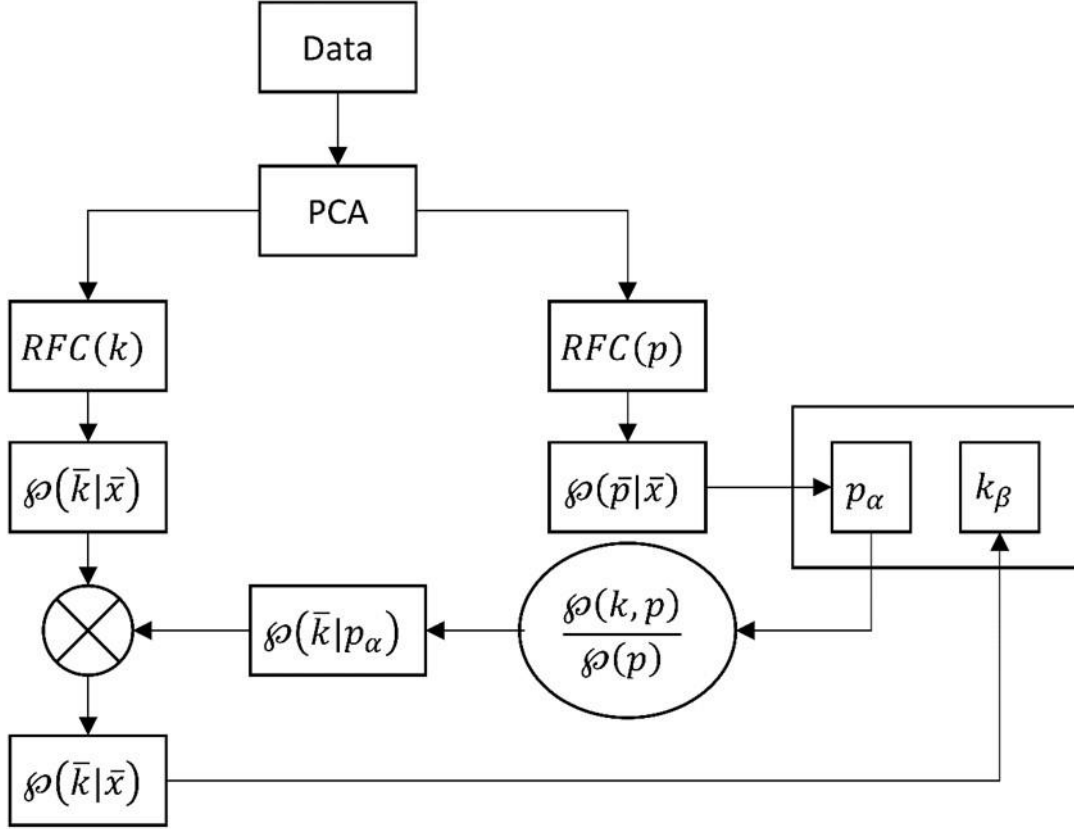 Data
PCA
RFC(k)
RFC(p)
℘(k̄|x̄)
℘(p̄|x̄)
p_α
k_β
℘(k̄|p_α)
℘(k,p)
℘(p)
℘(k̄|x̄)